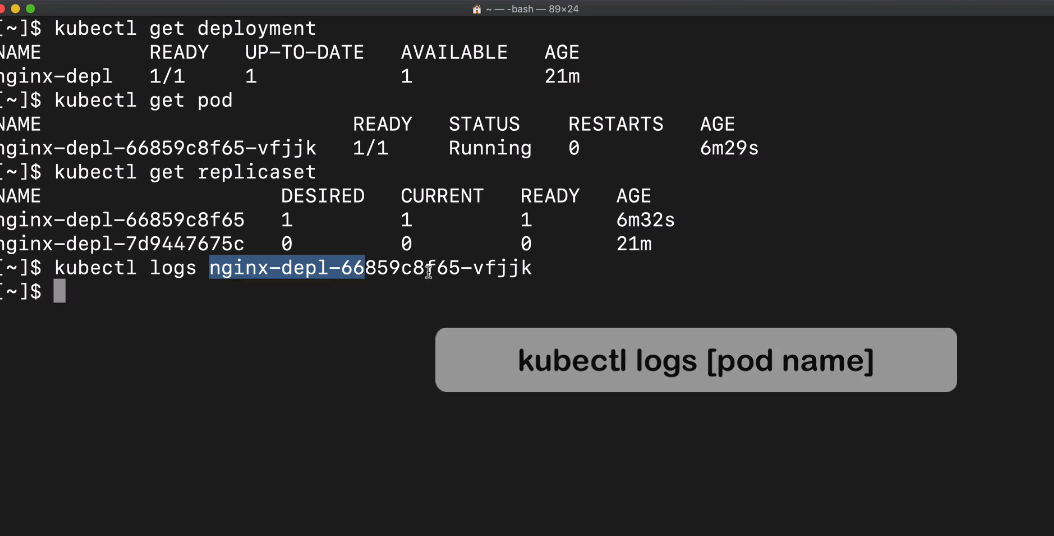 ~ — -bash — 89×24
[~]$ kubectl get deployment
NAME READY UP-TO-DATE AVAILABLE AGE
nginx-depl 1/1 1 1 21m
[~]$ kubectl get pod
NAME READY STATUS RESTARTS AGE
nginx-depl-66859c8f65-vfjjk 1/1 Running 0 6m29s
[~]$ kubectl get replicaset
NAME DESIRED CURRENT READY AGE
nginx-depl-66859c8f65 1 1 1 6m32s
nginx-depl-7d9447675c 0 0 0 21m
[~]$ kubectl logs nginx-depl-66859c8f65-vfjjk
[~]$
kubectl logs [pod name]